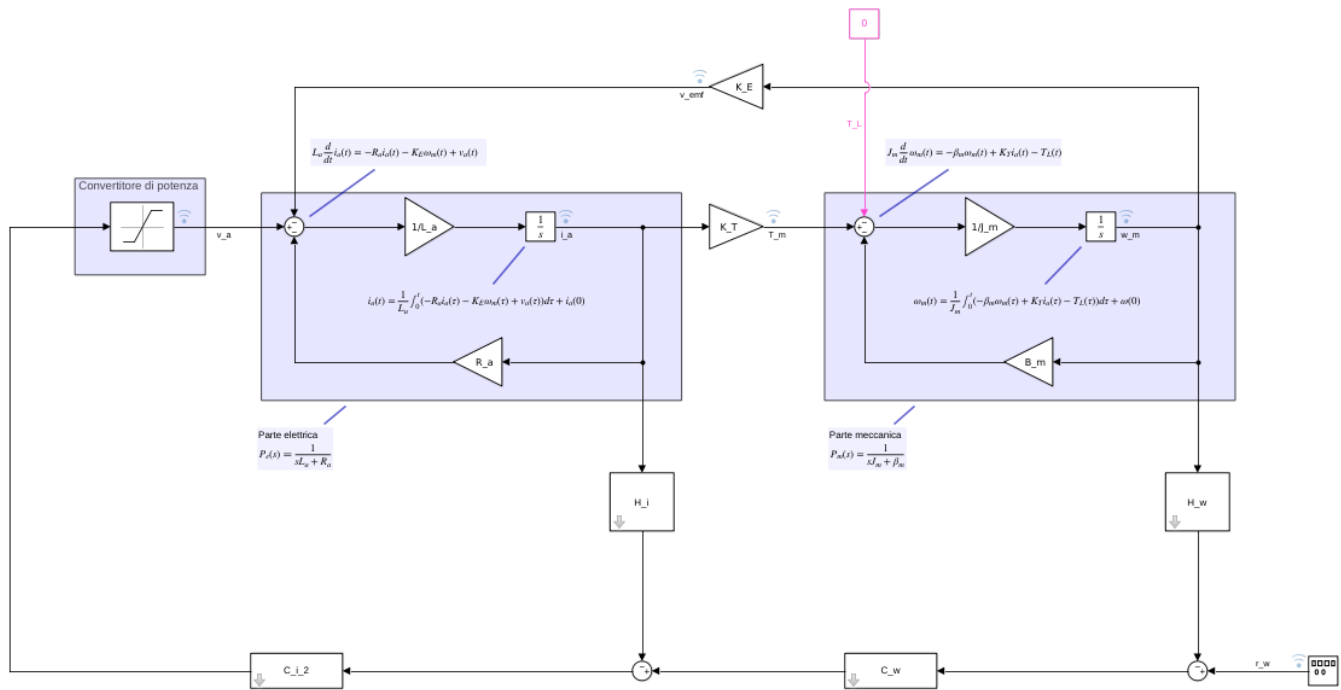 0
K_E
v_emf
T_L
L_a d/dt i_a(t) = −R_a i_a(t) − K_E ω_m(t) + v_a(t)
J_m d/dt ω_m(t) = −β_m ω_m(t) + K_T i_a(t) − T_L(t)
Convertitore di potenza
v_a
1/L_a
1/s
i_a
K_T
T_m
1/J_m
1/s
w_m
i_a(t) = 1/L_a ∫_0^t (−R_a i_a(τ) − K_E ω_m(τ) + v_a(τ))dτ + i_a(0)
ω_m(t) = 1/J_m ∫_0^t (−β_m ω_m(τ) + K_T i_a(τ) − T_L(τ))dτ + ω(0)
R_a
B_m
Parte elettrica
P_e(s) = 1/(sL_a + R_a)
Parte meccanica
P_m(s) = 1/(sJ_m + β_m)
H_i
H_w
C_i_2
C_w
r_w